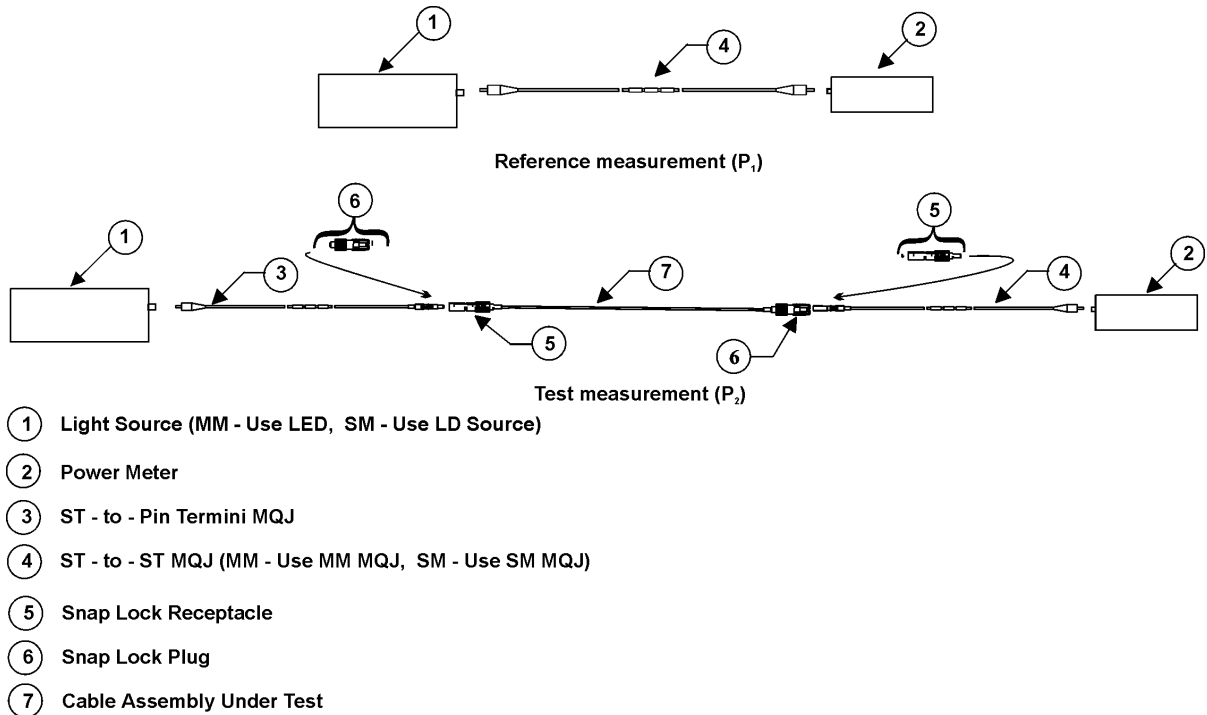 1
4
2
Reference measurement (P1)
6
5
1
3
7
4
2
5
6
Test measurement (P2)
1 Light Source (MM - Use LED, SM - Use LD Source)
2 Power Meter
3 ST - to - Pin Termini MQJ
4 ST - to - ST MQJ (MM - Use MM MQJ, SM - Use SM MQJ)
5 Snap Lock Receptacle
6 Snap Lock Plug
7 Cable Assembly Under Test